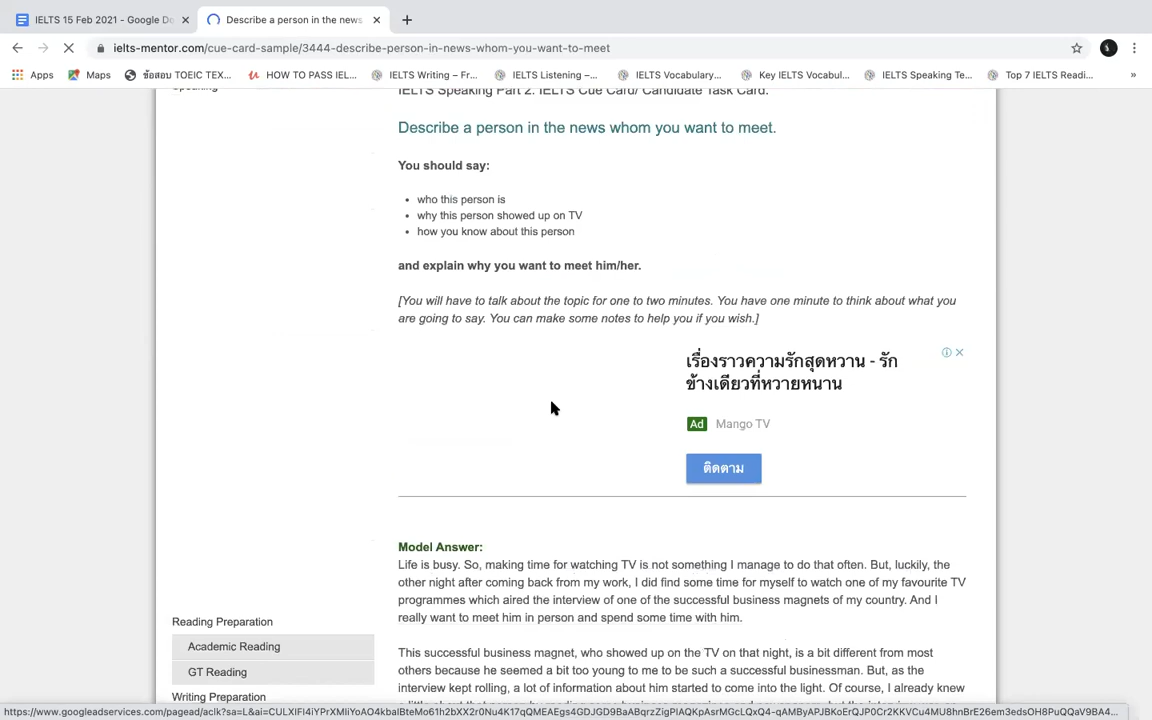 IELTS 15 Feb 2021 - Google Do
Describe a person in the news
ielts-mentor.com/cue-card-sample/3444-describe-person-in-news-whom-you-want-to-meet
Apps
Maps
ข้อสอบ TOEIC TEX...
HOW TO PASS IEL...
IELTS Writing – Fr...
IELTS Listening –...
IELTS Vocabulary...
Key IELTS Vocabul...
IELTS Speaking Te...
Top 7 IELTS Readi...
»
Speaking
IELTS Speaking Part 2: IELTS Cue Card/ Candidate Task Card.
Describe a person in the news whom you want to meet.
You should say:
• who this person is
• why this person showed up on TV
• how you know about this person
and explain why you want to meet him/her.
[You will have to talk about the topic for one to two minutes. You have one minute to think about what you
are going to say. You can make some notes to help you if you wish.]
เรื่องราวความรักสุดหวาน - รัก
ข้างเดียวที่หวายหนาน
Ad Mango TV
ติดตาม
Model Answer:
Life is busy. So, making time for watching TV is not something I manage to do that often. But, luckily, the
other night after coming back from my work, I did find some time for myself to watch one of my favourite TV
programmes which aired the interview of one of the successful business magnets of my country. And I
really want to meet him in person and spend some time with him.
This successful business magnet, who showed up on the TV on that night, is a bit different from most
others because he seemed a bit too young to me to be such a successful businessman. But, as the
interview kept rolling, a lot of information about him started to come into the light. Of course, I already knew
Reading Preparation
Academic Reading
GT Reading
Writing Preparation